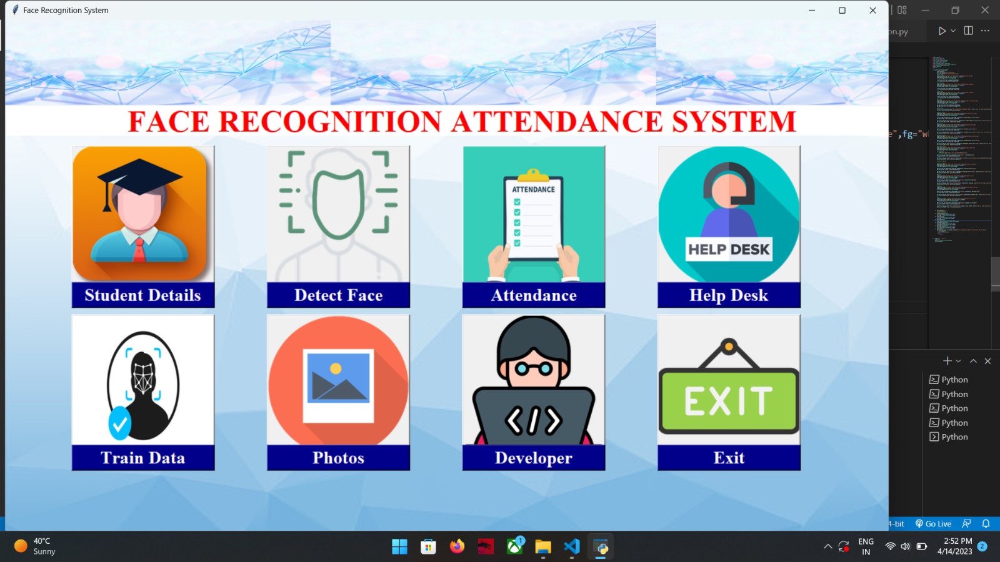 Face Recognition System
on.py
FACE RECOGNITION ATTENDANCE SYSTEM
e",fg="w
ATTENDANCE
HELP DESK
Student Details
Detect Face
Attendance
Help Desk
EXIT
Train Data
Photos
Developer
Exit
Python
Python
Python
Python
Python
4-bit
Go Live
40°C
Sunny
1
ENG
IN
2:52 PM
4/14/2023
2